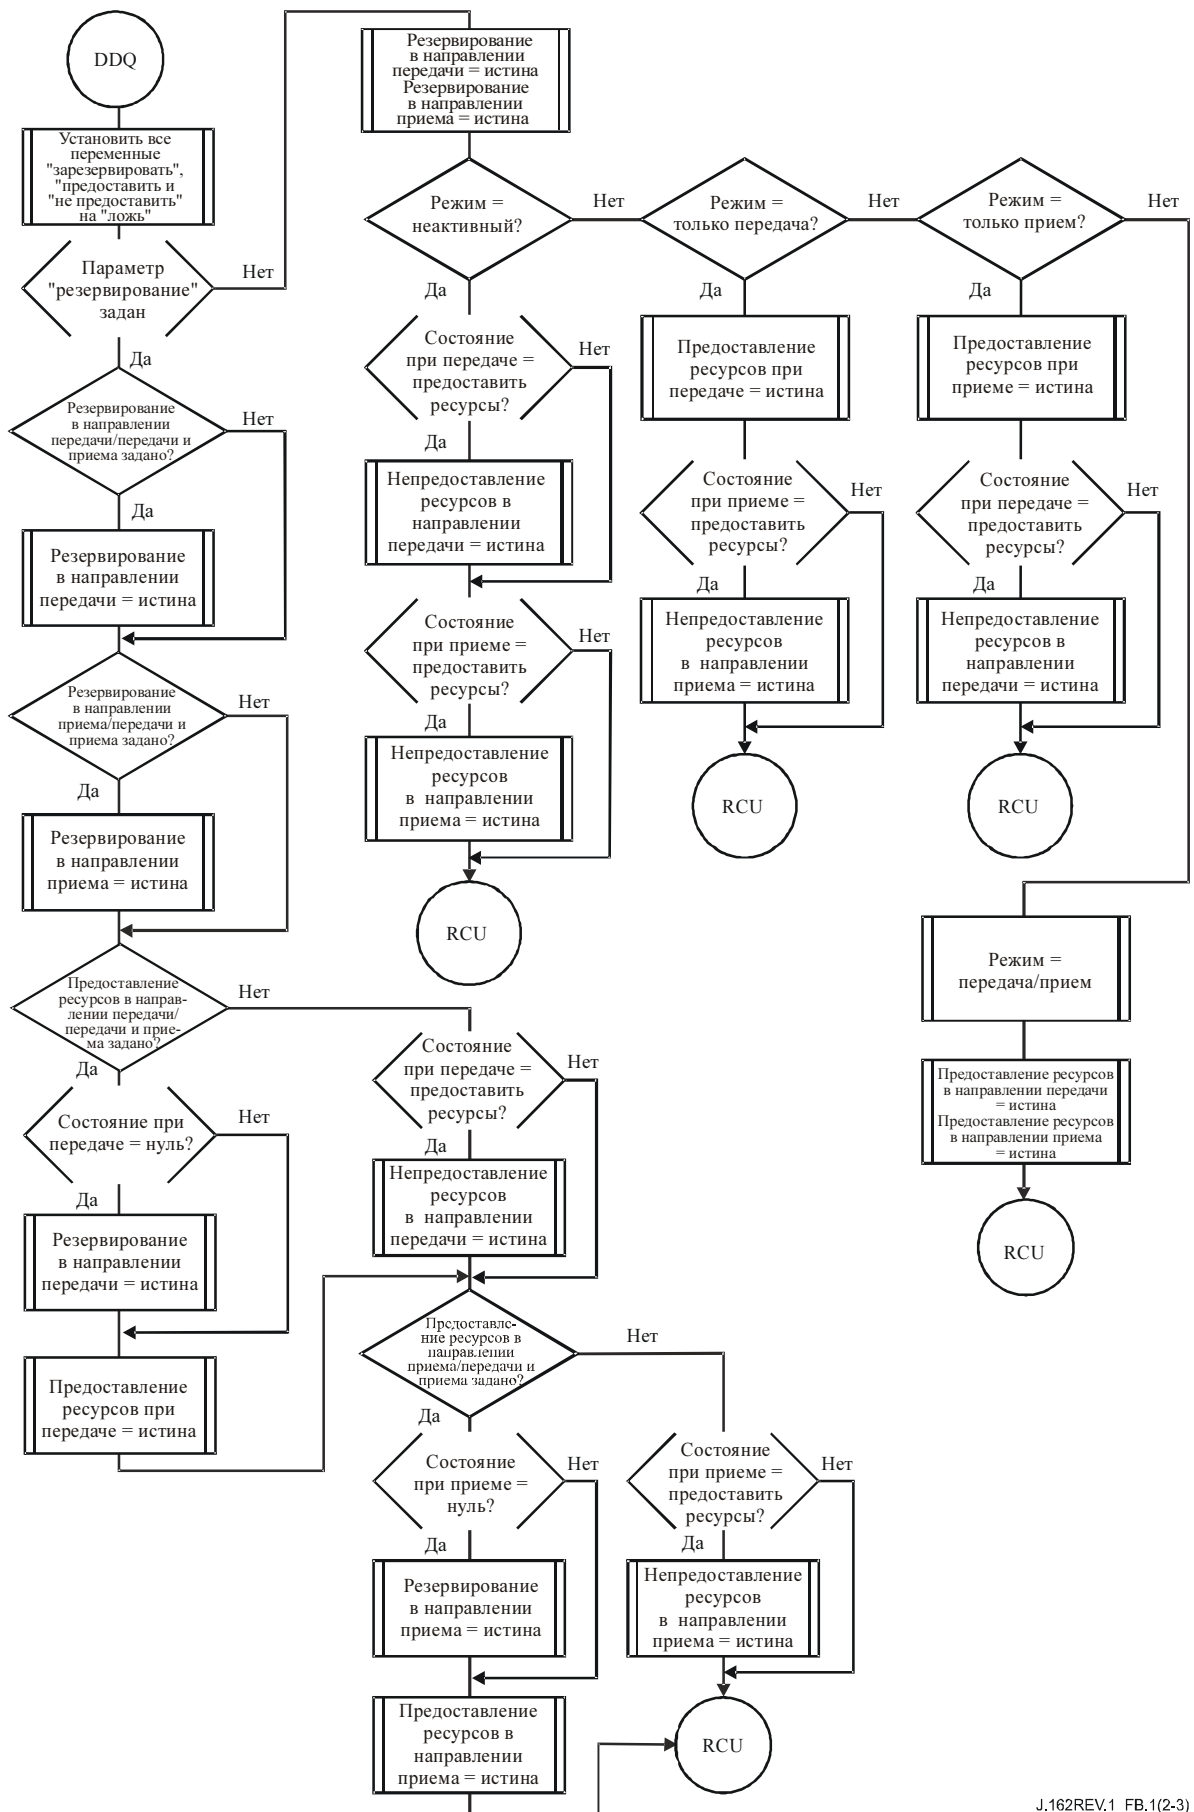 DDQ
Установить все
переменные
"зарезервировать",
"предоставить и
"не предоставить"
на "ложь"
Параметр
"резервирование"
задан
Нет
Да
Резервирование
в направлении
передачи/передачи и
приема задано?
Нет
Да
Резервирование
в направлении
передачи = истина
Резервирование
в направлении
приема/передачи и
приема задано?
Нет
Да
Резервирование
в направлении
приема = истина
Предоставление
ресурсов в направ-
лении передачи/
передачи и прие-
ма задано?
Нет
Да
Состояние при
передаче = нуль?
Нет
Да
Резервирование
в направлении
передачи = истина
Предоставление
ресурсов при
передаче = истина
Резервирование
в направлении
передачи = истина
Резервирование
в направлении
приема = истина
Режим =
неактивный?
Нет
Да
Состояние
при передаче =
предоставить
ресурсы?
Нет
Да
Непредоставление
ресурсов в
направлении
передачи = истина
Состояние
при приеме =
предоставить
ресурсы?
Нет
Да
Непредоставление
ресурсов
в направлении
приема = истина
RCU
Режим =
только передача?
Нет
Да
Предоставление
ресурсов при
передаче = истина
Состояние
при приеме =
предоставить
ресурсы?
Нет
Да
Непредоставление
ресурсов
в направлении
приема = истина
RCU
Режим =
только прием?
Нет
Да
Предоставление
ресурсов при
приеме = истина
Состояние
при передаче =
предоставить
ресурсы?
Нет
Да
Непредоставление
ресурсов в
направлении
передачи = истина
RCU
Режим =
передача/прием
Предоставление ресурсов
в направлении передачи
= истина
Предоставление ресурсов
в направлении приема
= истина
RCU
Состояние
при передаче =
предоставить
ресурсы?
Нет
Да
Непредоставление
ресурсов
в направлении
передачи = истина
Предоставле-
ние ресурсов в
направлении
приема/передачи и
приема задано?
Нет
Да
Состояние
при приеме =
нуль?
Нет
Да
Резервирование
в направлении
приема = истина
Предоставление
ресурсов в
направлении
приема = истина
Состояние
при приеме =
предоставить
ресурсы?
Нет
Да
Непредоставление
ресурсов
в направлении
приема = истина
RCU
J.162REV.1_FB.1(2-3)